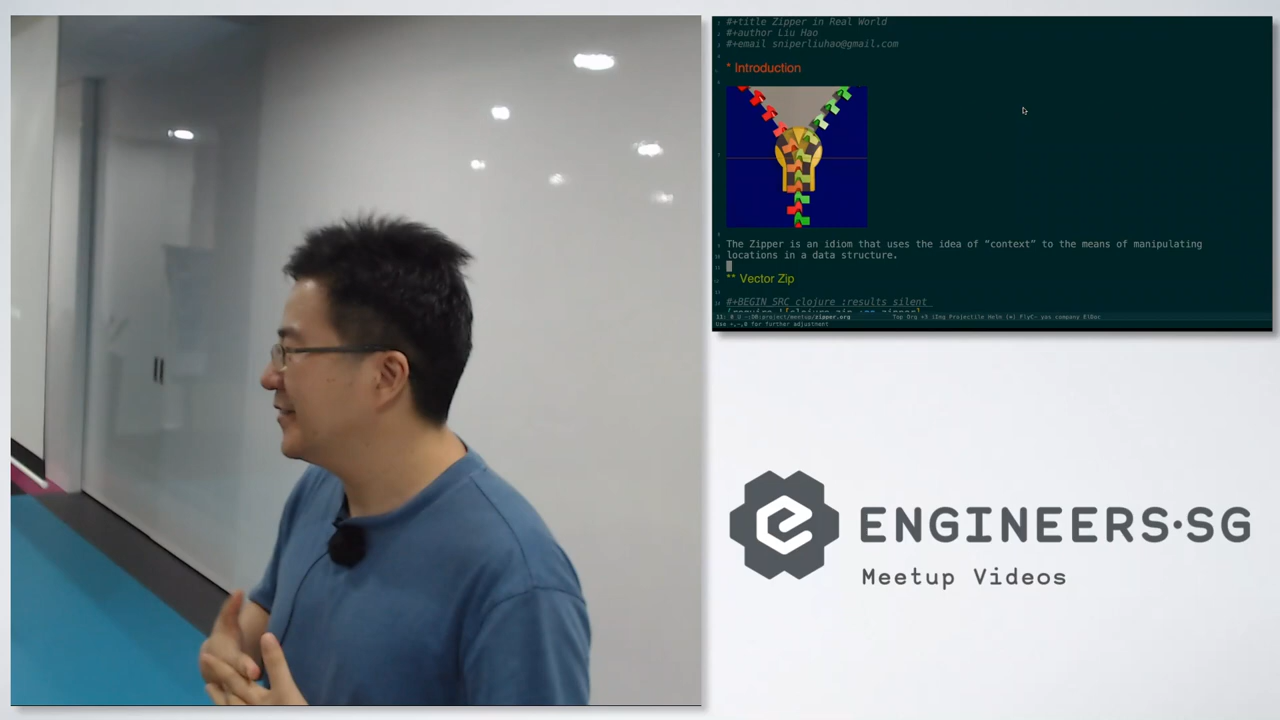 #+title Zipper in Real World
#+author Liu Hao
#+email sniperliuhao@gmail.com
* Introduction
The Zipper is an idiom that uses the idea of “context” to the means of manipulating
locations in a data structure.
** Vector Zip
#+BEGIN_SRC clojure :results silent
ENGINEERS•SG
Meetup Videos